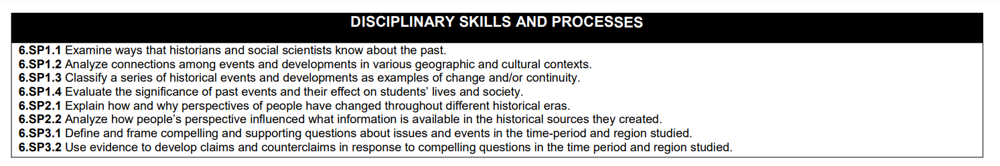 DISCIPLINARY SKILLS AND PROCESSES
6.SP1.1 Examine ways that historians and social scientists know about the past.
6.SP1.2 Analyze connections among events and developments in various geographic and cultural contexts.
6.SP1.3 Classify a series of historical events and developments as examples of change and/or continuity.
6.SP1.4 Evaluate the significance of past events and their effect on students’ lives and society.
6.SP2.1 Explain how and why perspectives of people have changed throughout different historical eras.
6.SP2.2 Analyze how people’s perspective influenced what information is available in the historical sources they created.
6.SP3.1 Define and frame compelling and supporting questions about issues and events in the time-period and region studied.
6.SP3.2 Use evidence to develop claims and counterclaims in response to compelling questions in the time period and region studied.